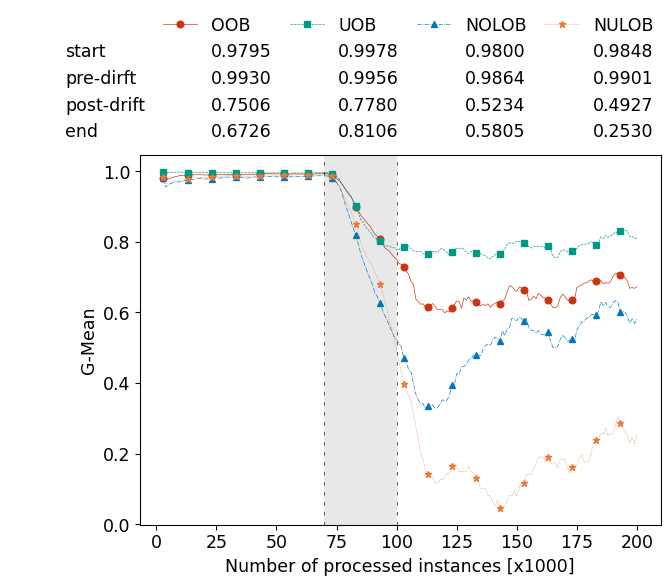 OOB UOB NOLOB NULOB
start 0.9795 0.9978 0.9800 0.9848
pre-dirft 0.9930 0.9956 0.9864 0.9901
post-drift 0.7506 0.7780 0.5234 0.4927
end 0.6726 0.8106 0.5805 0.2530
1.0
0.8
0.6
0.4
0.2
0.0
G-Mean
0 25 50 75 100 125 150 175 200
Number of processed instances [x1000]